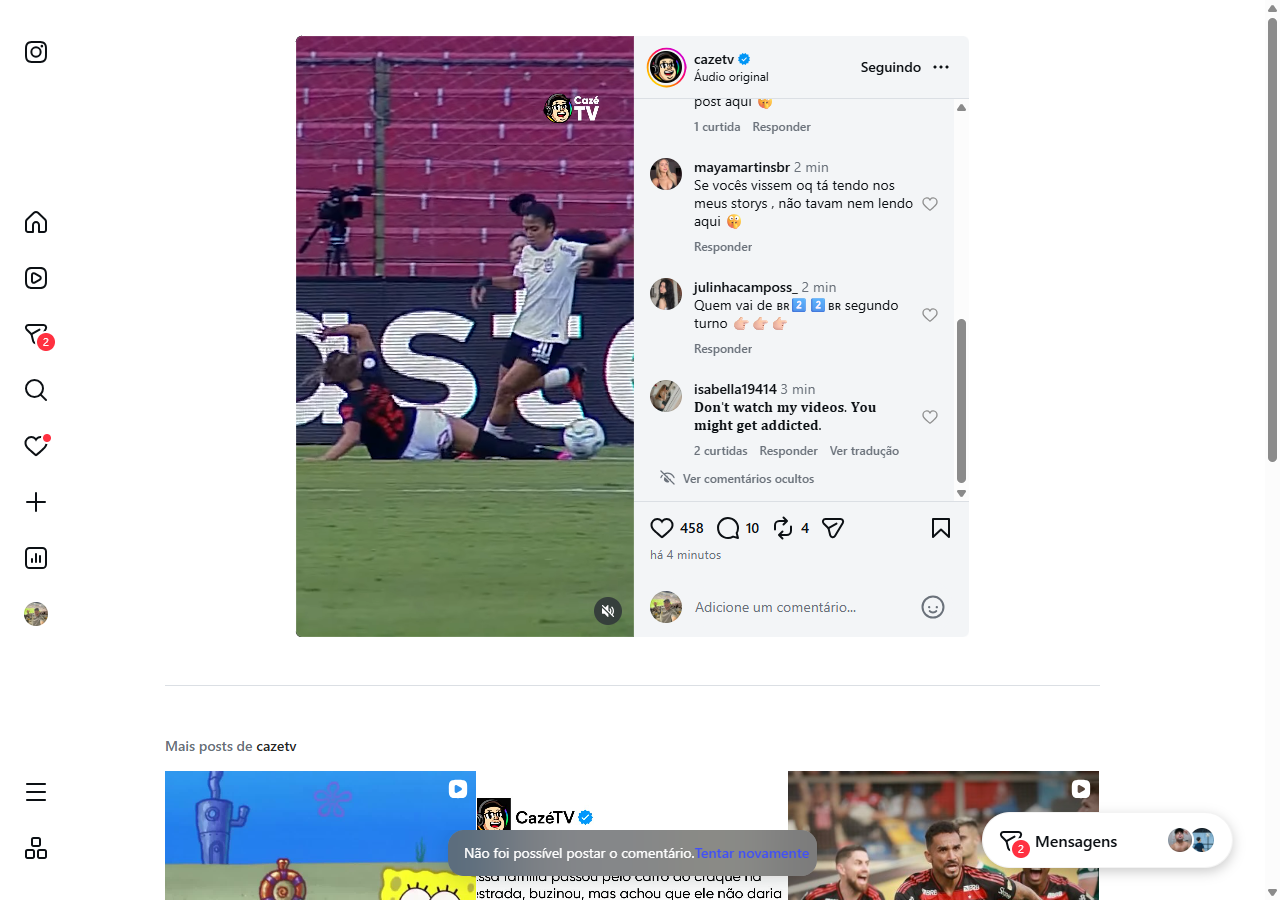 Cazé
TV
cazetv
Áudio original
Seguindo
post aqui 🫣
1 curtida Responder
mayamartinsbr 2 min
Se vocês vissem oq tá tendo nos
meus storys , não tavam nem lendo
aqui 🫣
Responder
julinhacamposs_ 2 min
Quem vai de ʙʀ2️⃣ 2️⃣ʙʀ segundo
turno 👉🏻👉🏻👉🏻
Responder
isabella19414 3 min
𝐃𝐨𝐧'𝐭 𝐰𝐚𝐭𝐜𝐡 𝐦𝐲 𝐯𝐢𝐝𝐞𝐨𝐬. 𝐘𝐨𝐮
𝐦𝐢𝐠𝐡𝐭 𝐠𝐞𝐭 𝐚𝐝𝐝𝐢𝐜𝐭𝐞𝐝.
2 curtidas Responder Ver tradução
Ver comentários ocultos
458 10 4
há 4 minutos
Adicione um comentário...
2
Mais posts de cazetv
CazéTV
Não foi possível postar o comentário.Tentar novamente
essa família passou pelo carro do craque na
estrada, buzinou, mas achou que ele não daria
2
Mensagens